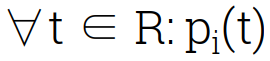 ∀t ∈ R: pᵢ(t)